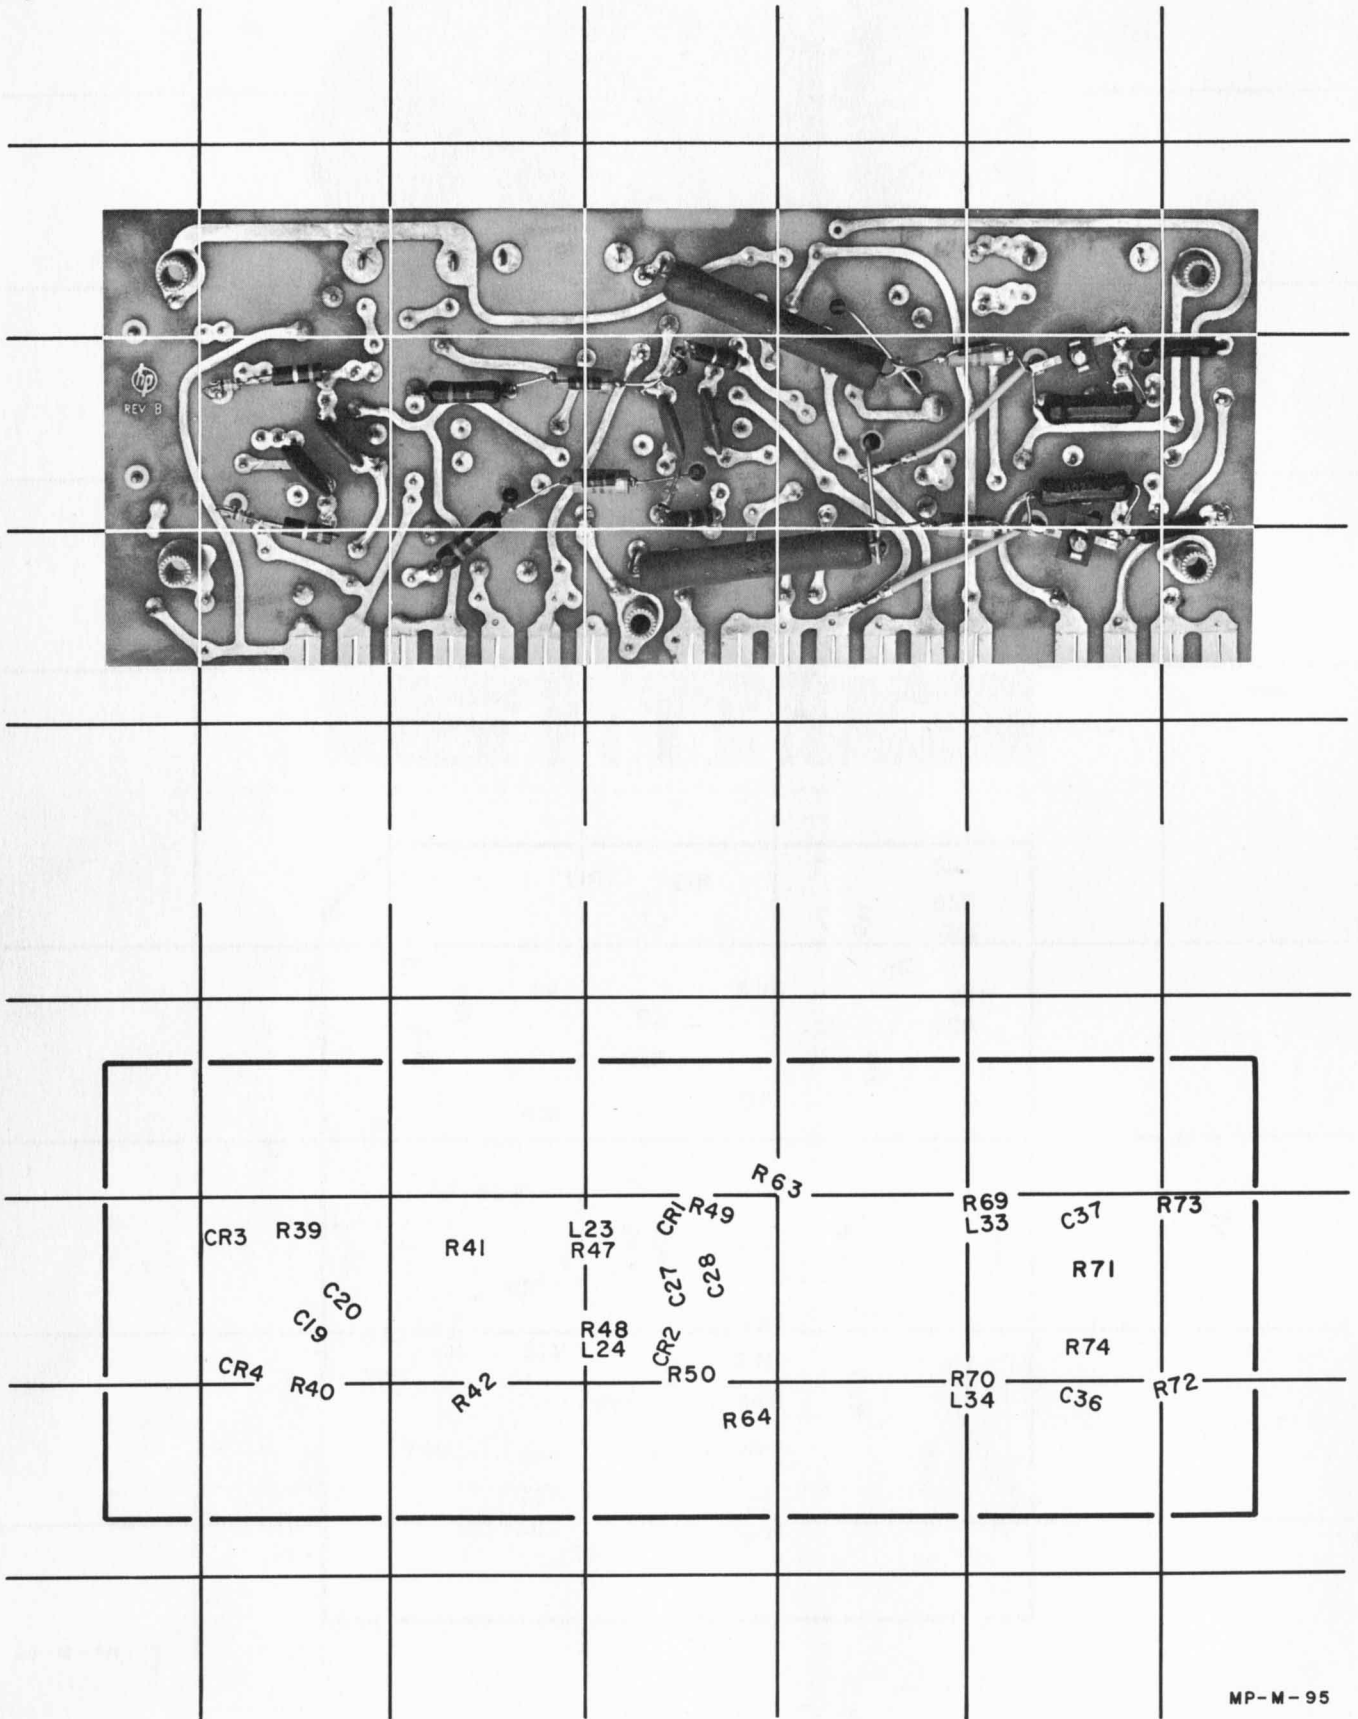 hp
REV B
R63
CR1 R49 R69 R73
CR3 R39 L23 L33 C37
R41 R47
C27 C28 R71
C20
C19 R48 CR2 R74
CR4 L24
R40 R42 R50 R70 C36 R72
R64 L34
MP-M-95